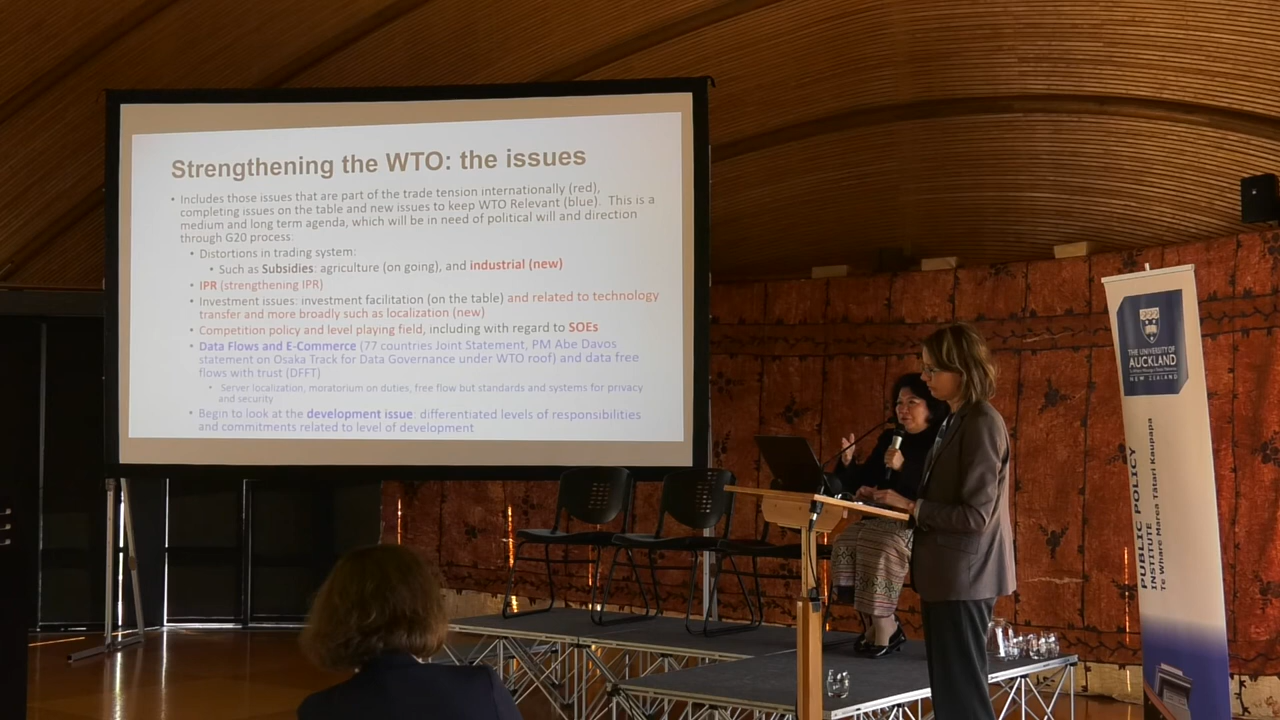 Strengthening the WTO: the issues
• Includes those issues that are part of the trade tension internationally (red),
completing issues on the table and new issues to keep WTO Relevant (blue). This is a
medium and long term agenda, which will be in need of political will and direction
through G20 process:
• Distortions in trading system:
• Such as Subsidies: agriculture (on going), and industrial (new)
• IPR (strengthening IPR)
• Investment issues: investment facilitation (on the table) and related to technology
transfer and more broadly such as localization (new)
• Competition policy and level playing field, including with regard to SOEs
• Data Flows and E-Commerce (77 countries Joint Statement, PM Abe Davos
statement on Osaka Track for Data Governance under WTO roof) and data free
flows with trust (DFFT)
• Server localization, moratorium on duties, free flow but standards and systems for privacy
and security
• Begin to look at the development issue: differentiated levels of responsibilities
and commitments related to level of development
THE UNIVERSITY OF
AUCKLAND
NEW ZEALAND
PUBLIC POLICY
INSTITUTE
Te Whare Marea Tātari Kaupapa